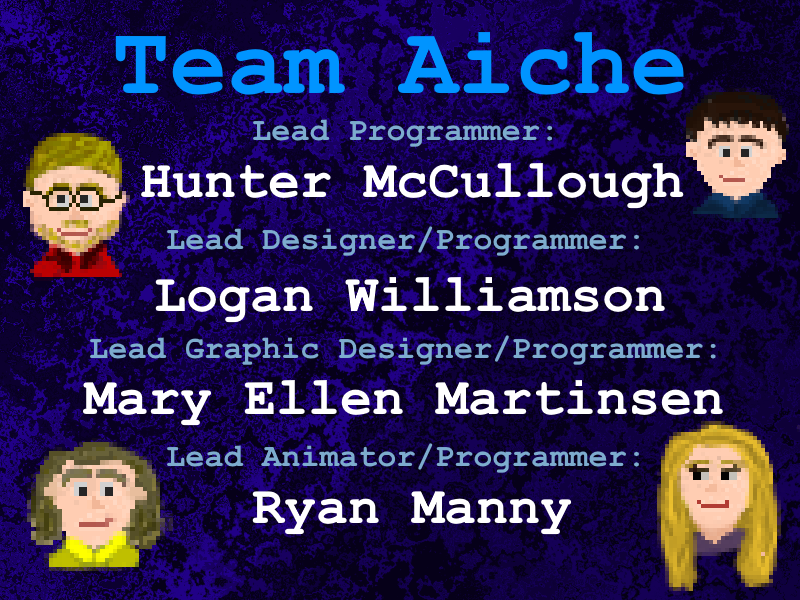 Team Aiche
Lead Programmer:
Hunter McCullough
Lead Designer/Programmer:
Logan Williamson
Lead Graphic Designer/Programmer:
Mary Ellen Martinsen
Lead Animator/Programmer:
Ryan Manny